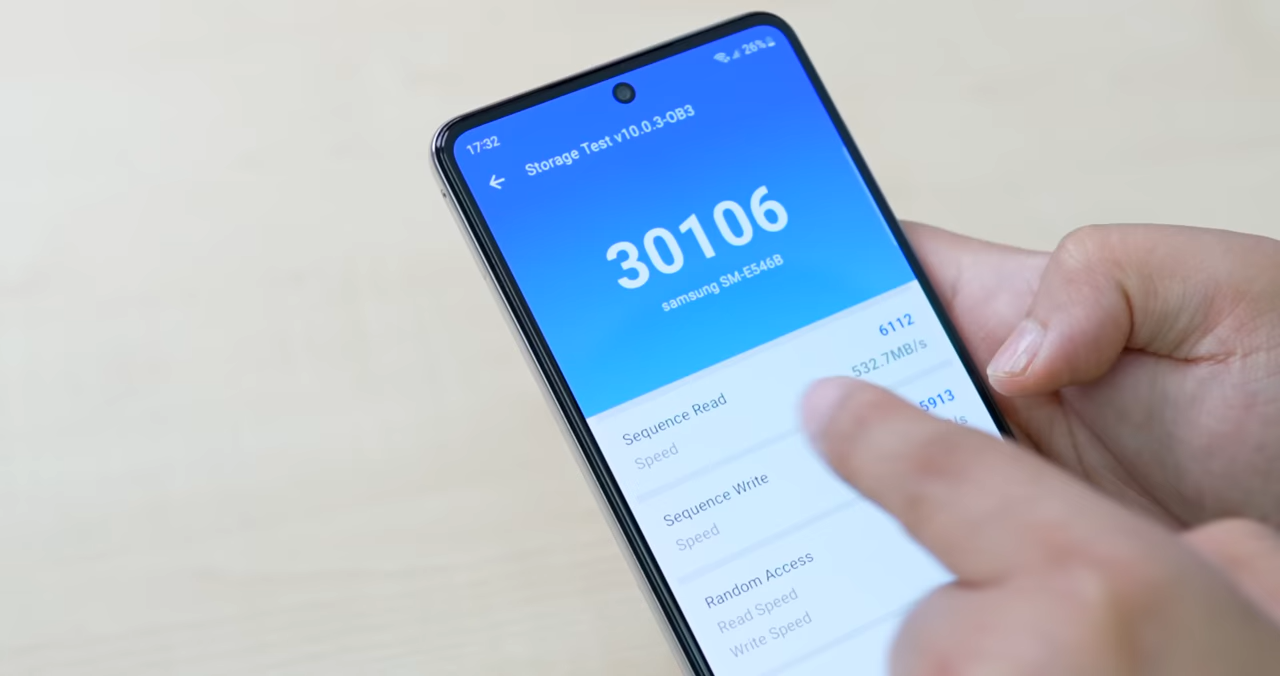 17:32
26%
Storage Test v10.0.3-OB3
30106
samsung SM-E546B
Sequence Read
6112
Speed
532.7MB/s
Sequence Write
5913
Speed
Random Access
Read Speed
Write Speed